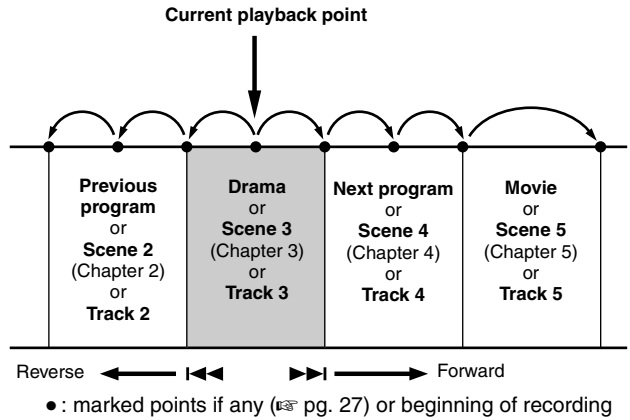 Current playback point
Previous
program
or
Scene 2
(Chapter 2)
or
Track 2
Drama
or
Scene 3
(Chapter 3)
or
Track 3
Next program
or
Scene 4
(Chapter 4)
or
Track 4
Movie
or
Scene 5
(Chapter 5)
or
Track 5
Reverse
Forward
● : marked points if any (☞ pg. 27) or beginning of recording